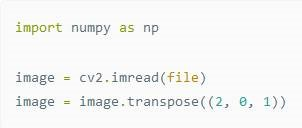 import numpy as np
image = cv2.imread(file)
image = image.transpose((2, 0, 1))